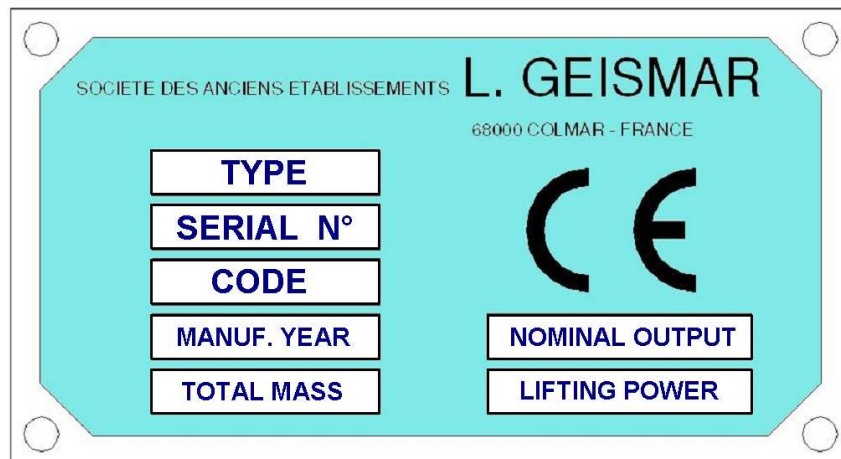 SOCIETE DES ANCIENS ETABLISSEMENTS L. GEISMAR
68000 COLMAR - FRANCE
TYPE
SERIAL N°
CODE
MANUF. YEAR
TOTAL MASS
CE
NOMINAL OUTPUT
LIFTING POWER